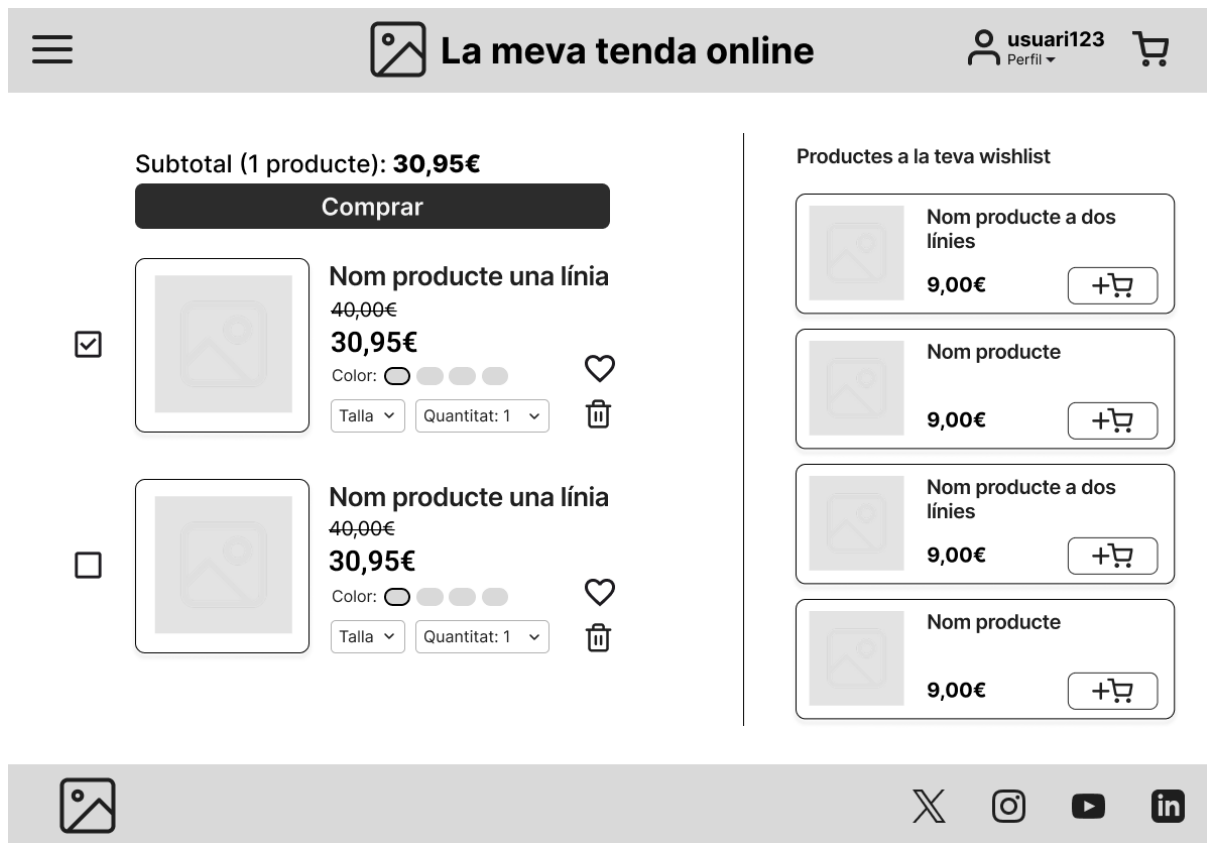 La meva tenda online
usuari123
Perfil
Subtotal (1 producte): 30,95€
Comprar
Nom producte una línia
40,00€
30,95€
Color:
Talla
Quantitat: 1
Nom producte una línia
40,00€
30,95€
Color:
Talla
Quantitat: 1
Productes a la teva wishlist
Nom producte a dos
línies
9,00€
Nom producte
9,00€
Nom producte a dos
línies
9,00€
Nom producte
9,00€